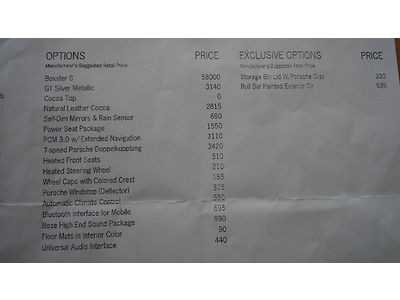 OPTIONS PRICE
Manufacturer's Suggested Retail Price
Boxster S 58000
GT Silver Metallic 3140
Cocoa Top 0
Natural Leather Cocoa 2815
Self-Dim Mirrors & Rain Sensor 690
Power Seat Package 1550
PCM 3.0 w/ Extended Navigation 3110
7-speed Porsche Doppelkupplung 3420
Heated Front Seats 510
Heated Steering Wheel 210
Wheel Caps with Colored Crest 185
Porsche Windstop (Deflector) 375
Automatic Climate Control 550
Bluetooth Interface for Mobile 695
Bose High End Sound Package 990
Floor Mats in Interior Color 90
Universal Audio Interface 440
EXCLUSIVE OPTIONS PRICE
Manufacturer's Suggested Retail Price
Storage Bin Lid W/Porsche Crst 330
Roll Bar Painted Exterior Clr 535